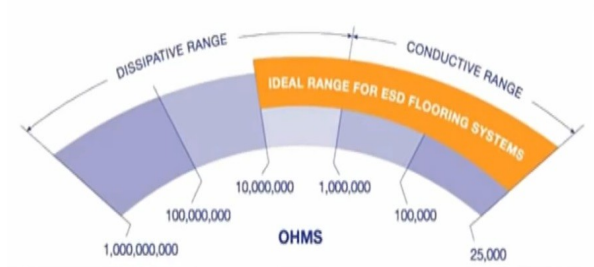 DISSIPATIVE RANGE
CONDUCTIVE RANGE
IDEAL RANGE FOR ESD FLOORING SYSTEMS
10,000,000
1,000,000
100,000,000
100,000
OHMS
1,000,000,000
25,000